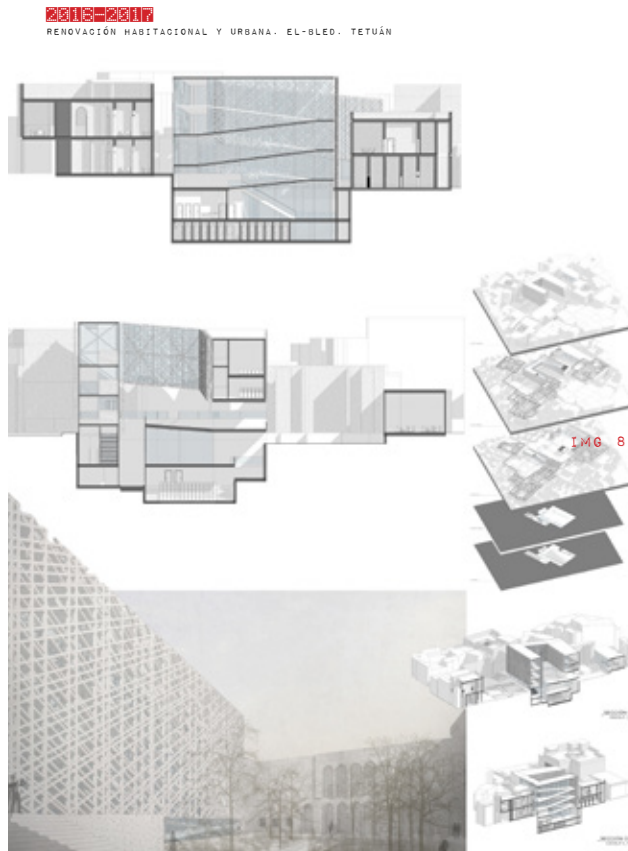 2016-2017
RENOVACIÓN HABITACIONAL Y URBANA. EL-BLED. TETUÁN
IMG 8